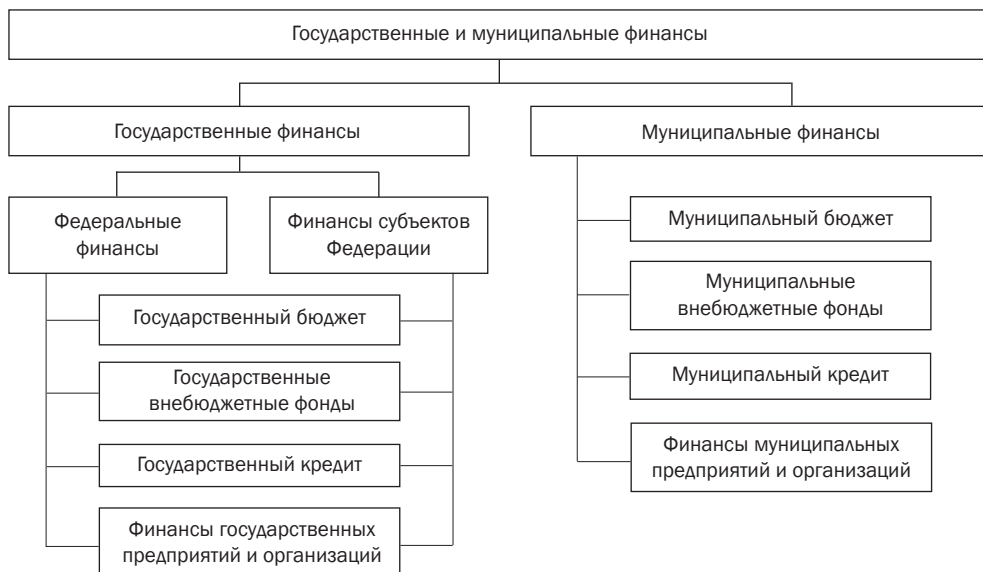 Государственные и муниципальные финансы
Государственные финансы
Муниципальные финансы
Федеральные
финансы
Финансы субъектов
Федерации
Государственный бюджет
Государственные
внебюджетные фонды
Государственный кредит
Финансы государственных
предприятий и организаций
Муниципальный бюджет
Муниципальные
внебюджетные фонды
Муниципальный кредит
Финансы муниципальных
предприятий и организаций